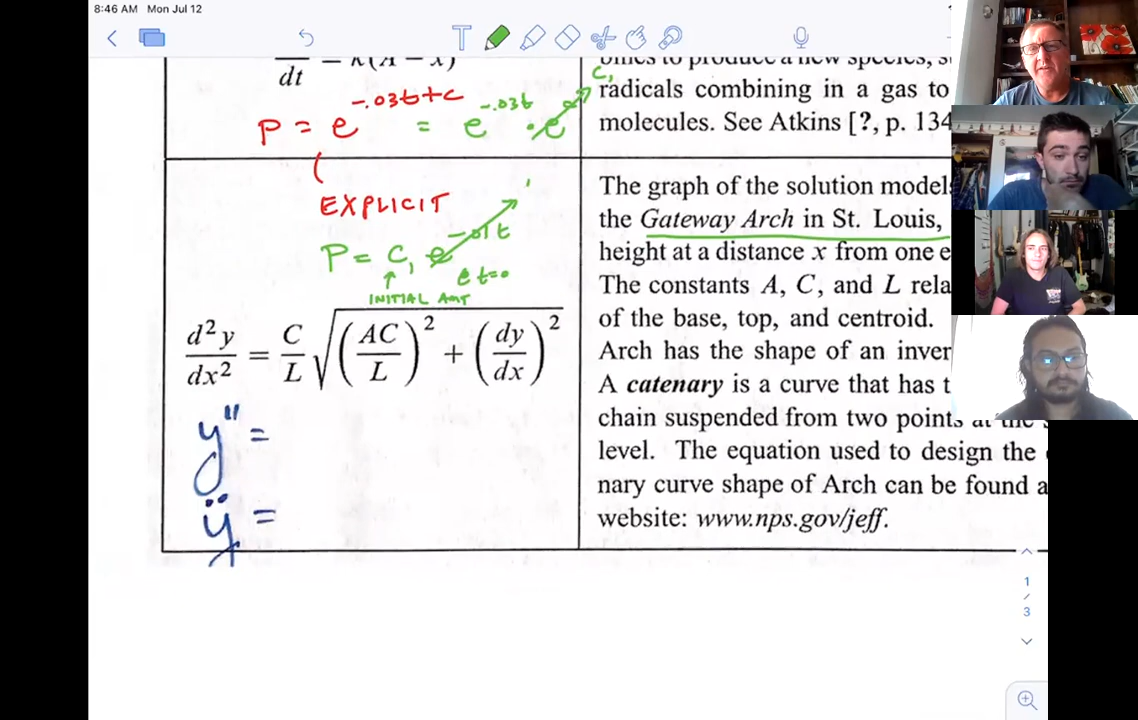 8:46 AM Mon Jul 12
dt = k(A − x)
P = e^-.03t+c = e^-.03t · e
C,
EXPLICIT
P = C, e
e t=0
INITIAL AMT
d²y/dx² = C/L √((AC/L)² + (dy/dx)²)
y" =
ÿ =
radicals combining in a gas to
molecules. See Atkins [?, p. 134
The graph of the solution model
the Gateway Arch in St. Louis,
height at a distance x from one e
The constants A, C, and L rela
of the base, top, and centroid.
Arch has the shape of an inver
A catenary is a curve that has t
chain suspended from two points at the s
level. The equation used to design the
nary curve shape of Arch can be found a
website: www.nps.gov/jeff.
1
/
3